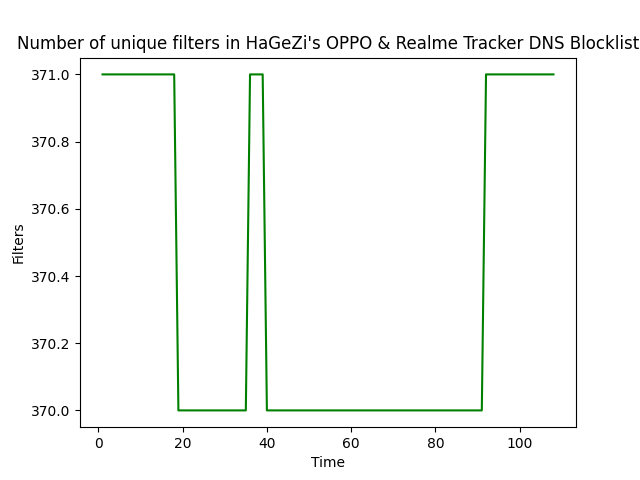 Number of unique filters in HaGeZi's OPPO & Realme Tracker DNS Blocklist
371.0
370.8
370.6
370.4
370.2
370.0
Filters
0 20 40 60 80 100
Time